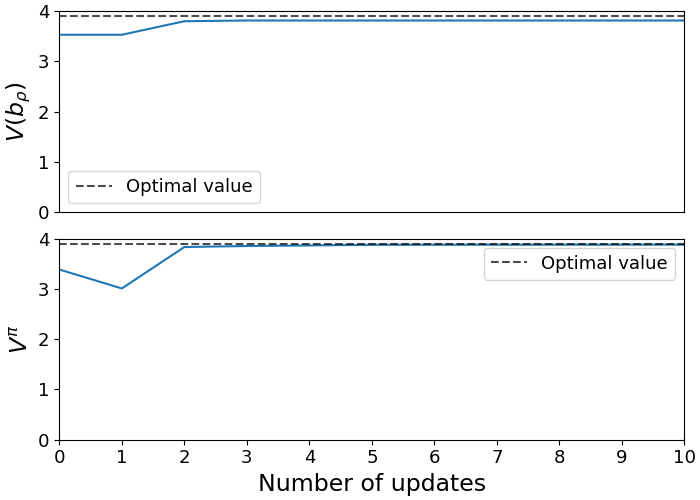 4
3
2
1
0
V(b_ρ)
Optimal value
4
3
2
1
0
V^π
Optimal value
0 1 2 3 4 5 6 7 8 9 10
Number of updates